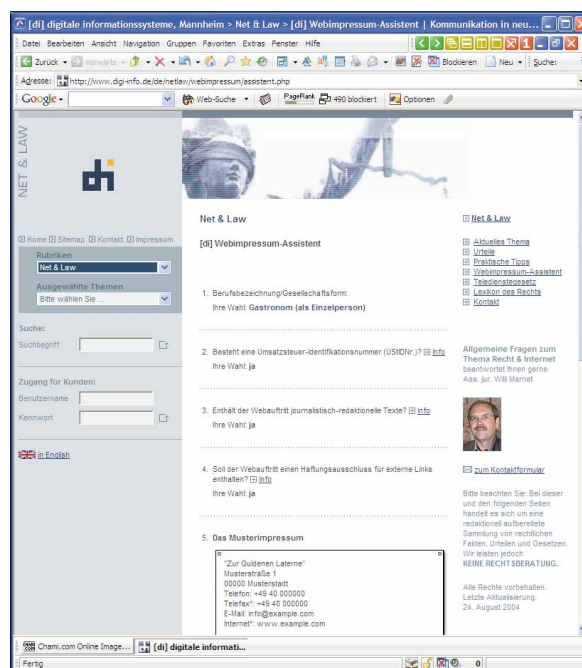 [di] digitale informationssysteme, Mannheim > Net & Law > [di] Webimpressum-Assistent | Kommunikation in neu...
Datei Bearbeiten Ansicht Navigation Gruppen Favoriten Extras Fenster Hilfe
Zurück Vorwärts Blockieren Neu Suche:
Adresse: http://www.digi-info.de/de/netlaw/webimpressum/assistent.php
Google Web-Suche PageRank 490 blockiert Optionen
NET & LAW
di
Home Sitemap Kontakt Impressum
Rubriken
Net & Law
Ausgewählte Themen
Bitte wählen Sie ...
Suche:
Suchbegriff
Zugang für Kunden:
Benutzername
Kennwort
in English
Net & Law
[di] Webimpressum-Assistent
1. Berufsbezeichnung/Gesellschaftsform:
Ihre Wahl: Gastronom (als Einzelperson)
2. Besteht eine Umsatzsteuer-Identifikationsnummer (UStIDNr.)? Info
Ihre Wahl: ja
3. Enthält der Webauftritt journalistisch-redaktionelle Texte? Info
Ihre Wahl: ja
4. Soll der Webauftritt einen Haftungsausschluss für externe Links
enthalten? Info
Ihre Wahl: ja
5. Das Musterimpressum
"Zur Guldenen Laterne"
Musterstraße 1
00000 Musterstadt
Telefon: +49 40 000000
Telefax*: +49 40 000000
E-Mail: info@example.com
Internet*: www.example.com
Net & Law
Aktuelles Thema
Urteile
Praktische Tipps
Webimpressum-Assistent
Teledienstegesetz
Lexikon des Rechts
Kontakt
Allgemeine Fragen zum
Thema Recht & Internet
beantwortet Ihnen gerne
Ass. jur. Willi Marnet
zum Kontaktformular
Bitte beachten Sie: Bei dieser
und den folgenden Seiten
handelt es sich um eine
redaktionell aufbereitete
Sammlung von rechtlichen
Fakten, Urteilen und Gesetzen.
Wir leisten jedoch
KEINE RECHTSBERATUNG.
Alle Rechte vorbehalten.
Letzte Aktualisierung:
24. August 2004
Chami.com Online Image... [di] digitale informati...
Fertig 0